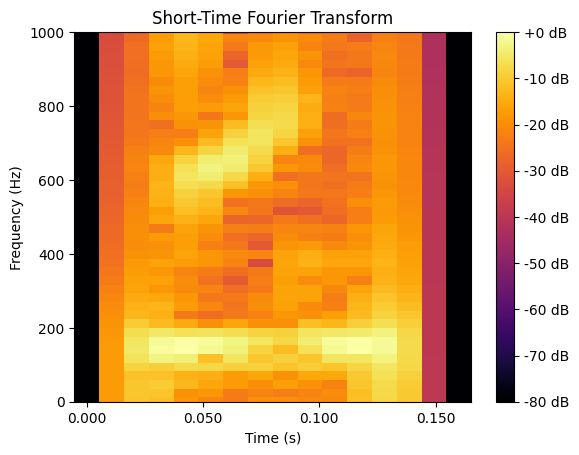 Short-Time Fourier Transform
1000
800
600
400
200
0
Frequency (Hz)
0.000
0.050
0.100
0.150
Time (s)
+0 dB
-10 dB
-20 dB
-30 dB
-40 dB
-50 dB
-60 dB
-70 dB
-80 dB